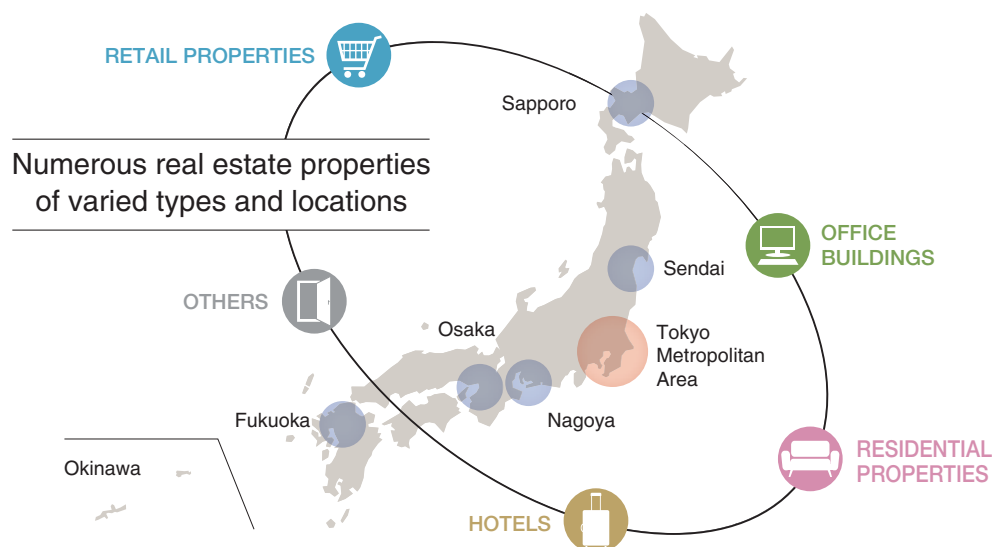 RETAIL PROPERTIES
Sapporo
Numerous real estate properties
of varied types and locations
OFFICE
BUILDINGS
Sendai
OTHERS
Osaka
Tokyo
Metropolitan
Area
Fukuoka
Nagoya
Okinawa
RESIDENTIAL
PROPERTIES
HOTELS